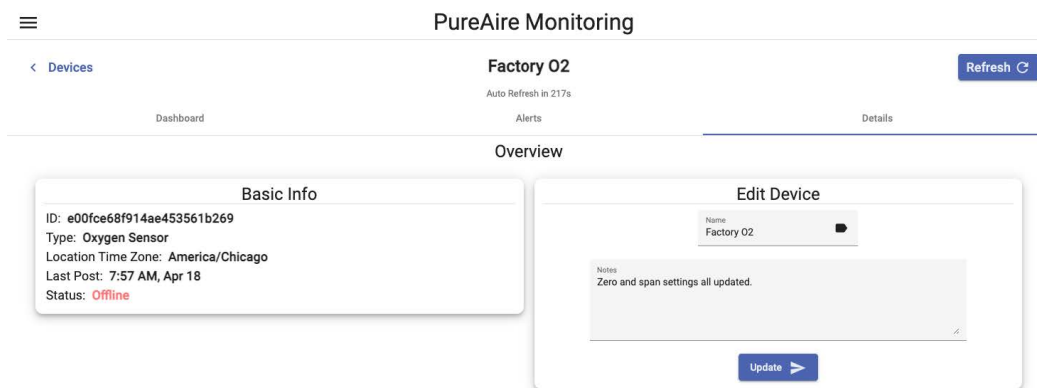 PureAire Monitoring
Devices
Factory O2
Refresh
Auto Refresh in 217s
Dashboard
Alerts
Details
Overview
Basic Info
ID: e00fce68f914ae453561b269
Type: Oxygen Sensor
Location Time Zone: America/Chicago
Last Post: 7:57 AM, Apr 18
Status: Offline
Edit Device
Name
Factory O2
Notes
Zero and span settings all updated.
Update